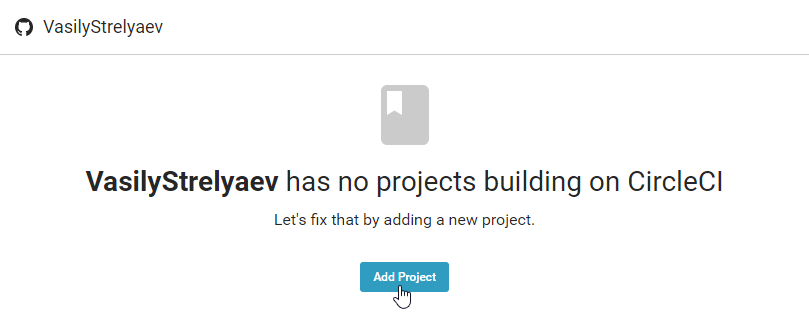 VasilyStrelyaev
VasilyStrelyaev has no projects building on CircleCI
Let's fix that by adding a new project.
Add Project